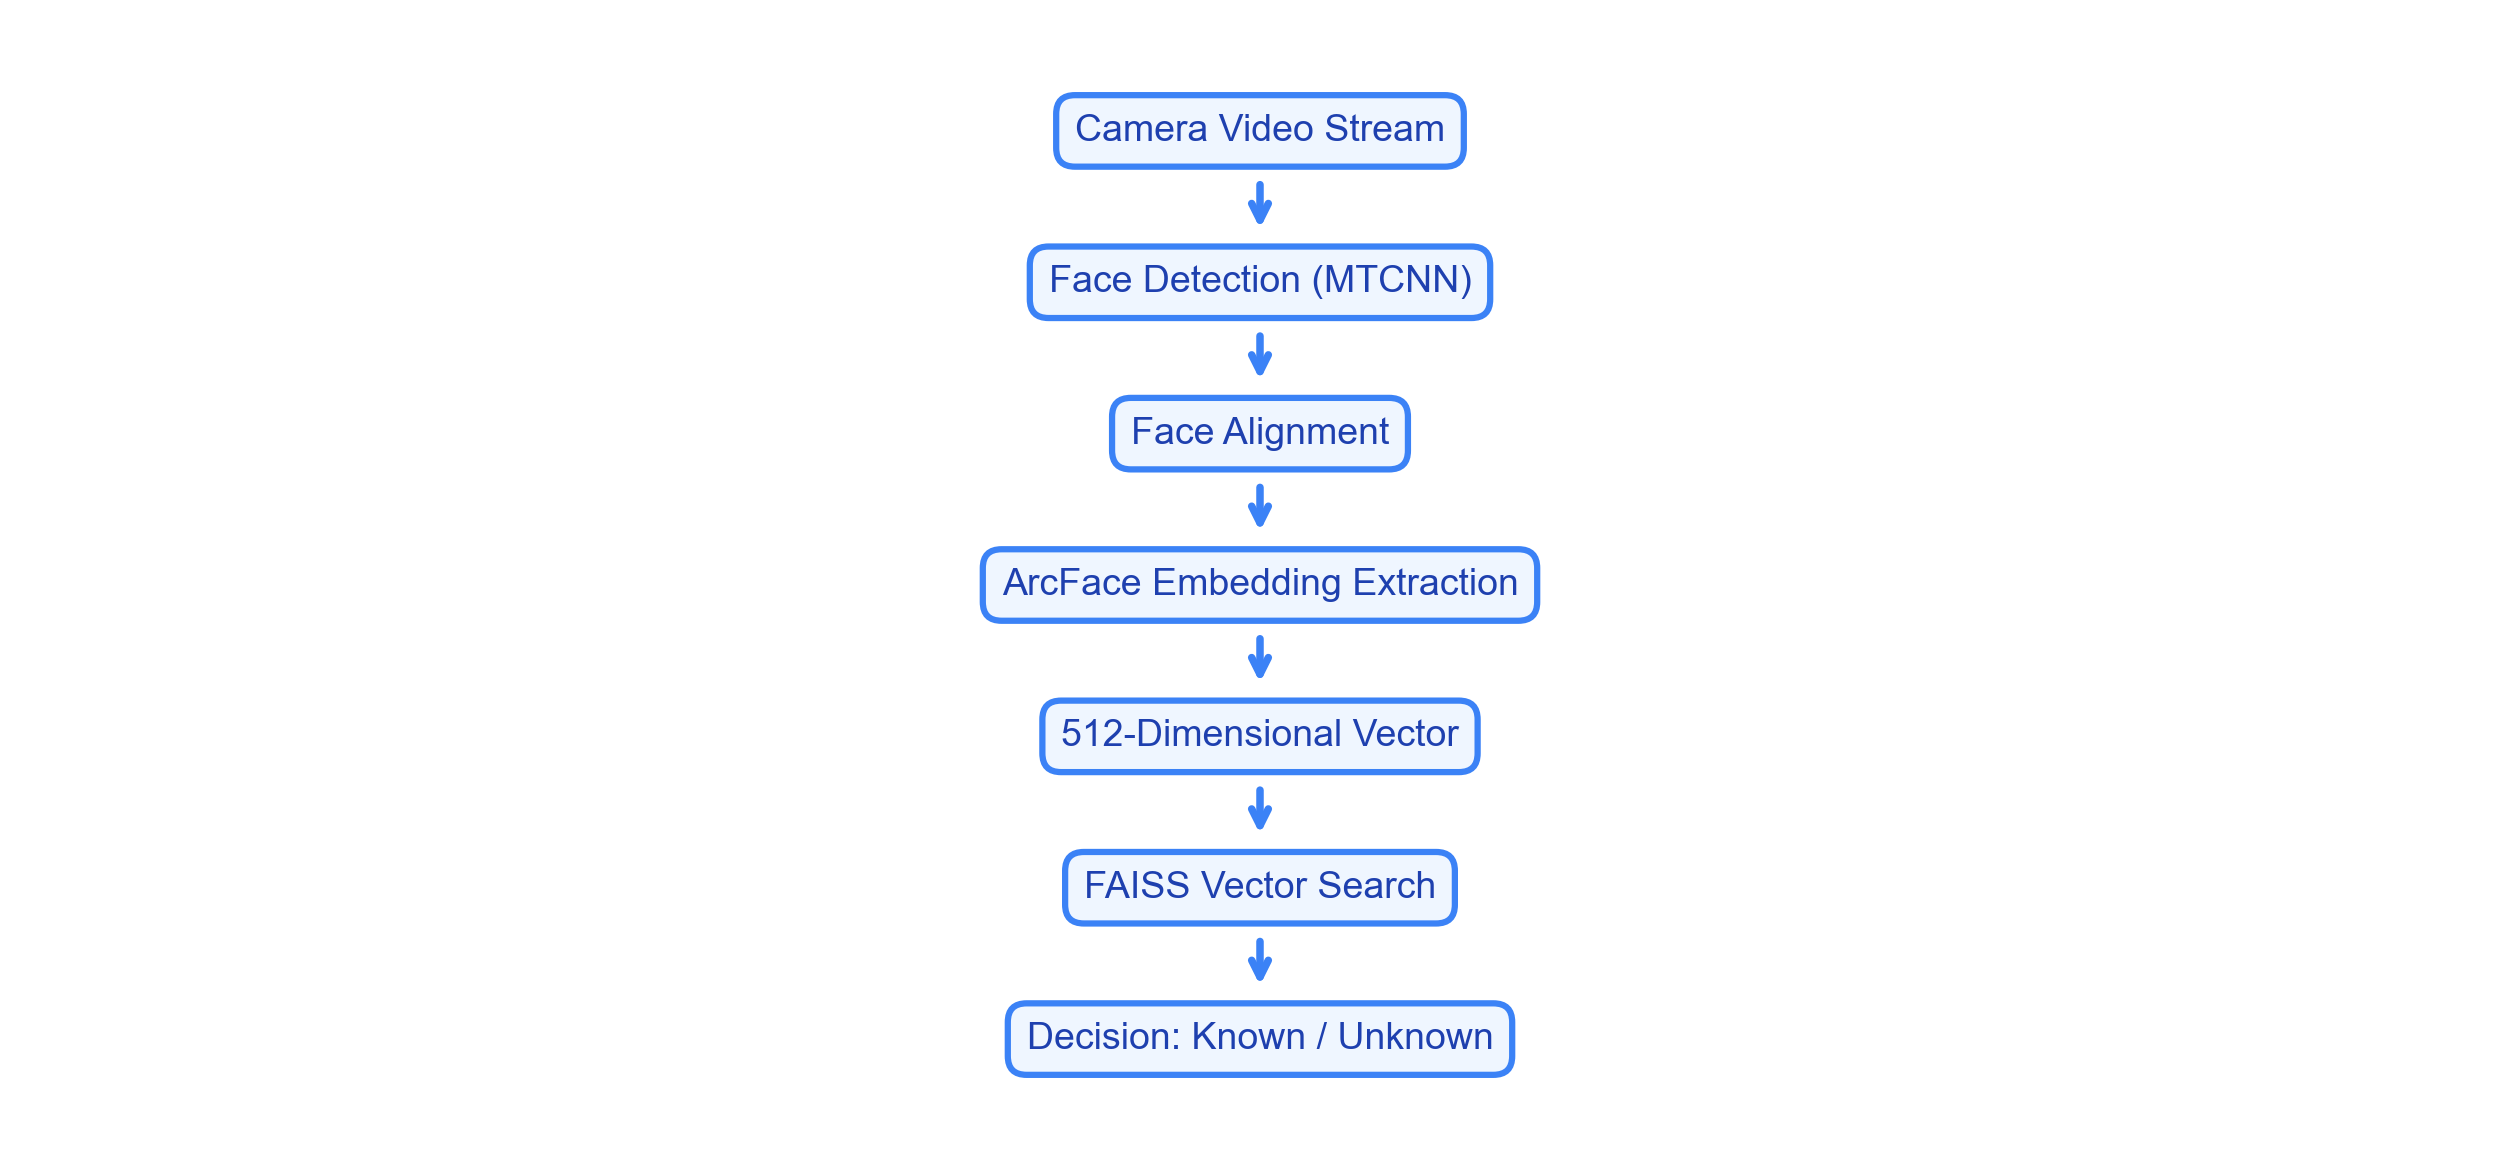 Camera Video Stream
Face Detection (MTCNN)
Face Alignment
ArcFace Embedding Extraction
512-Dimensional Vector
FAISS Vector Search
Decision: Known / Unknown